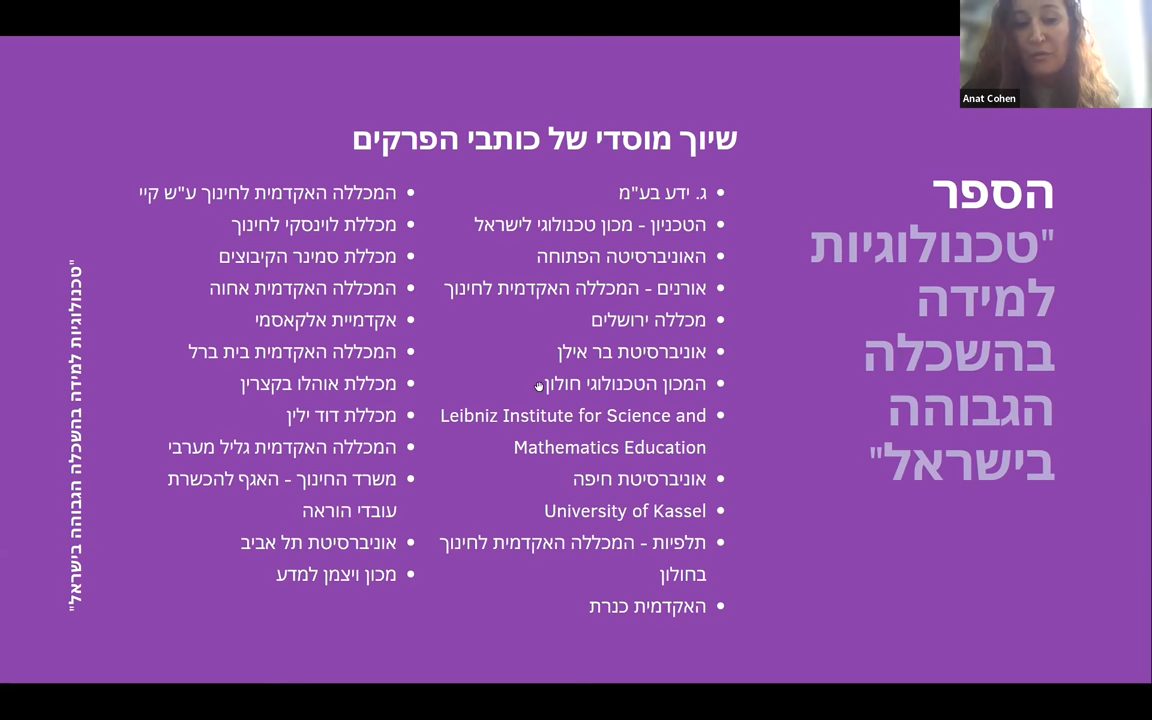 Anat Cohen
הספר
"טכנולוגיות
למידה
בהשכלה
הגבוהה
בישראל"
שיוך מוסדי של כותבי הפרקים
• ג. ידע בע"מ
• הטכניון - מכון טכנולוגי לישראל
• האוניברסיטה הפתוחה
• אורנים - המכללה האקדמית לחינוך
• מכללה ירושלים
• אוניברסיטת בר אילן
• המכון הטכנולוגי חולון
• Leibniz Institute for Science and
Mathematics Education
• אוניברסיטת חיפה
• University of Kassel
• תלפיות - המכללה האקדמית לחינוך
בחולון
• האקדמית כנרת
• המכללה האקדמית לחינוך ע"ש קיי
• מכללת לוינסקי לחינוך
• מכללת סמינר הקיבוצים
• המכללה האקדמית אחוה
• אקדמיית אלקאסמי
• המכללה האקדמית בית ברל
• מכללת אוהלו בקצרין
• מכללת דוד ילין
• המכללה האקדמית גליל מערבי
• משרד החינוך - האגף להכשרת
עובדי הוראה
• אוניברסיטת תל אביב
• מכון ויצמן למדע
"טכנולוגיות למידה בהשכלה הגבוהה בישראל"